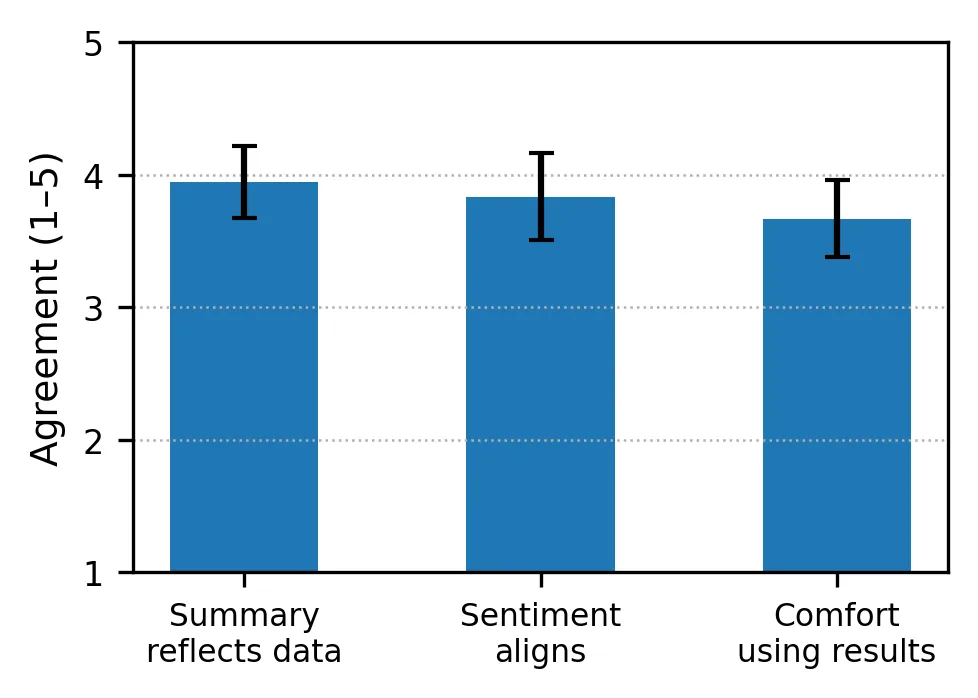 5
4
3
2
1
Agreement (1–5)
Summary
reflects data
Sentiment
aligns
Comfort
using results